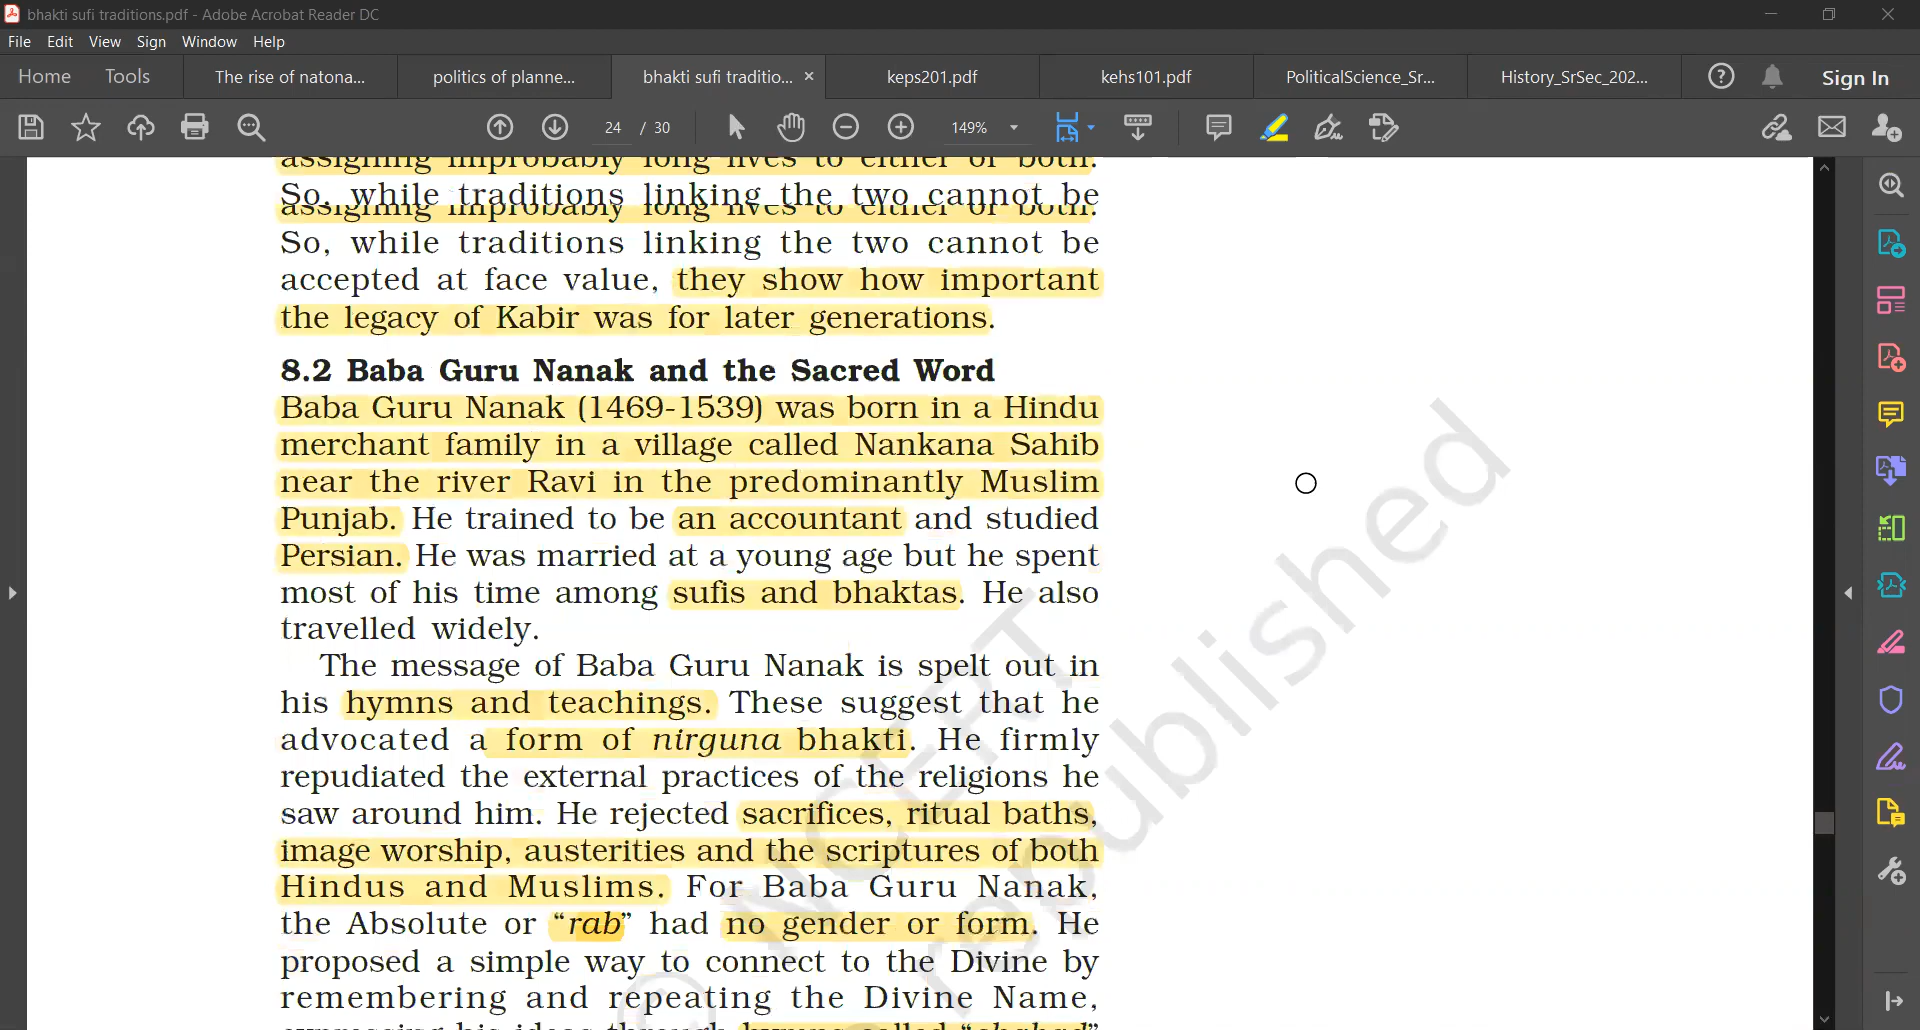 bhakti sufi traditions.pdf - Adobe Acrobat Reader DC
File Edit View Sign Window Help
Home Tools The rise of natona... politics of planne... bhakti sufi traditio... × keps201.pdf kehs101.pdf PoliticalScience_Sr... History_SrSec_202... Sign In
24 / 30 149%
assigning improbably long lives to either or both.
So, while traditions linking the two cannot be
assigning improbably long lives to either or both.
So, while traditions linking the two cannot be
accepted at face value, they show how important
the legacy of Kabir was for later generations.
8.2 Baba Guru Nanak and the Sacred Word
Baba Guru Nanak (1469-1539) was born in a Hindu
merchant family in a village called Nankana Sahib
near the river Ravi in the predominantly Muslim
Punjab. He trained to be an accountant and studied
Persian. He was married at a young age but he spent
most of his time among sufis and bhaktas. He also
travelled widely.
The message of Baba Guru Nanak is spelt out in
his hymns and teachings. These suggest that he
advocated a form of nirguna bhakti. He firmly
repudiated the external practices of the religions he
saw around him. He rejected sacrifices, ritual baths,
image worship, austerities and the scriptures of both
Hindus and Muslims. For Baba Guru Nanak,
the Absolute or “rab” had no gender or form. He
proposed a simple way to connect to the Divine by
remembering and repeating the Divine Name,
expressing his ideas through hymns called “shabad”
© NCERT
republished